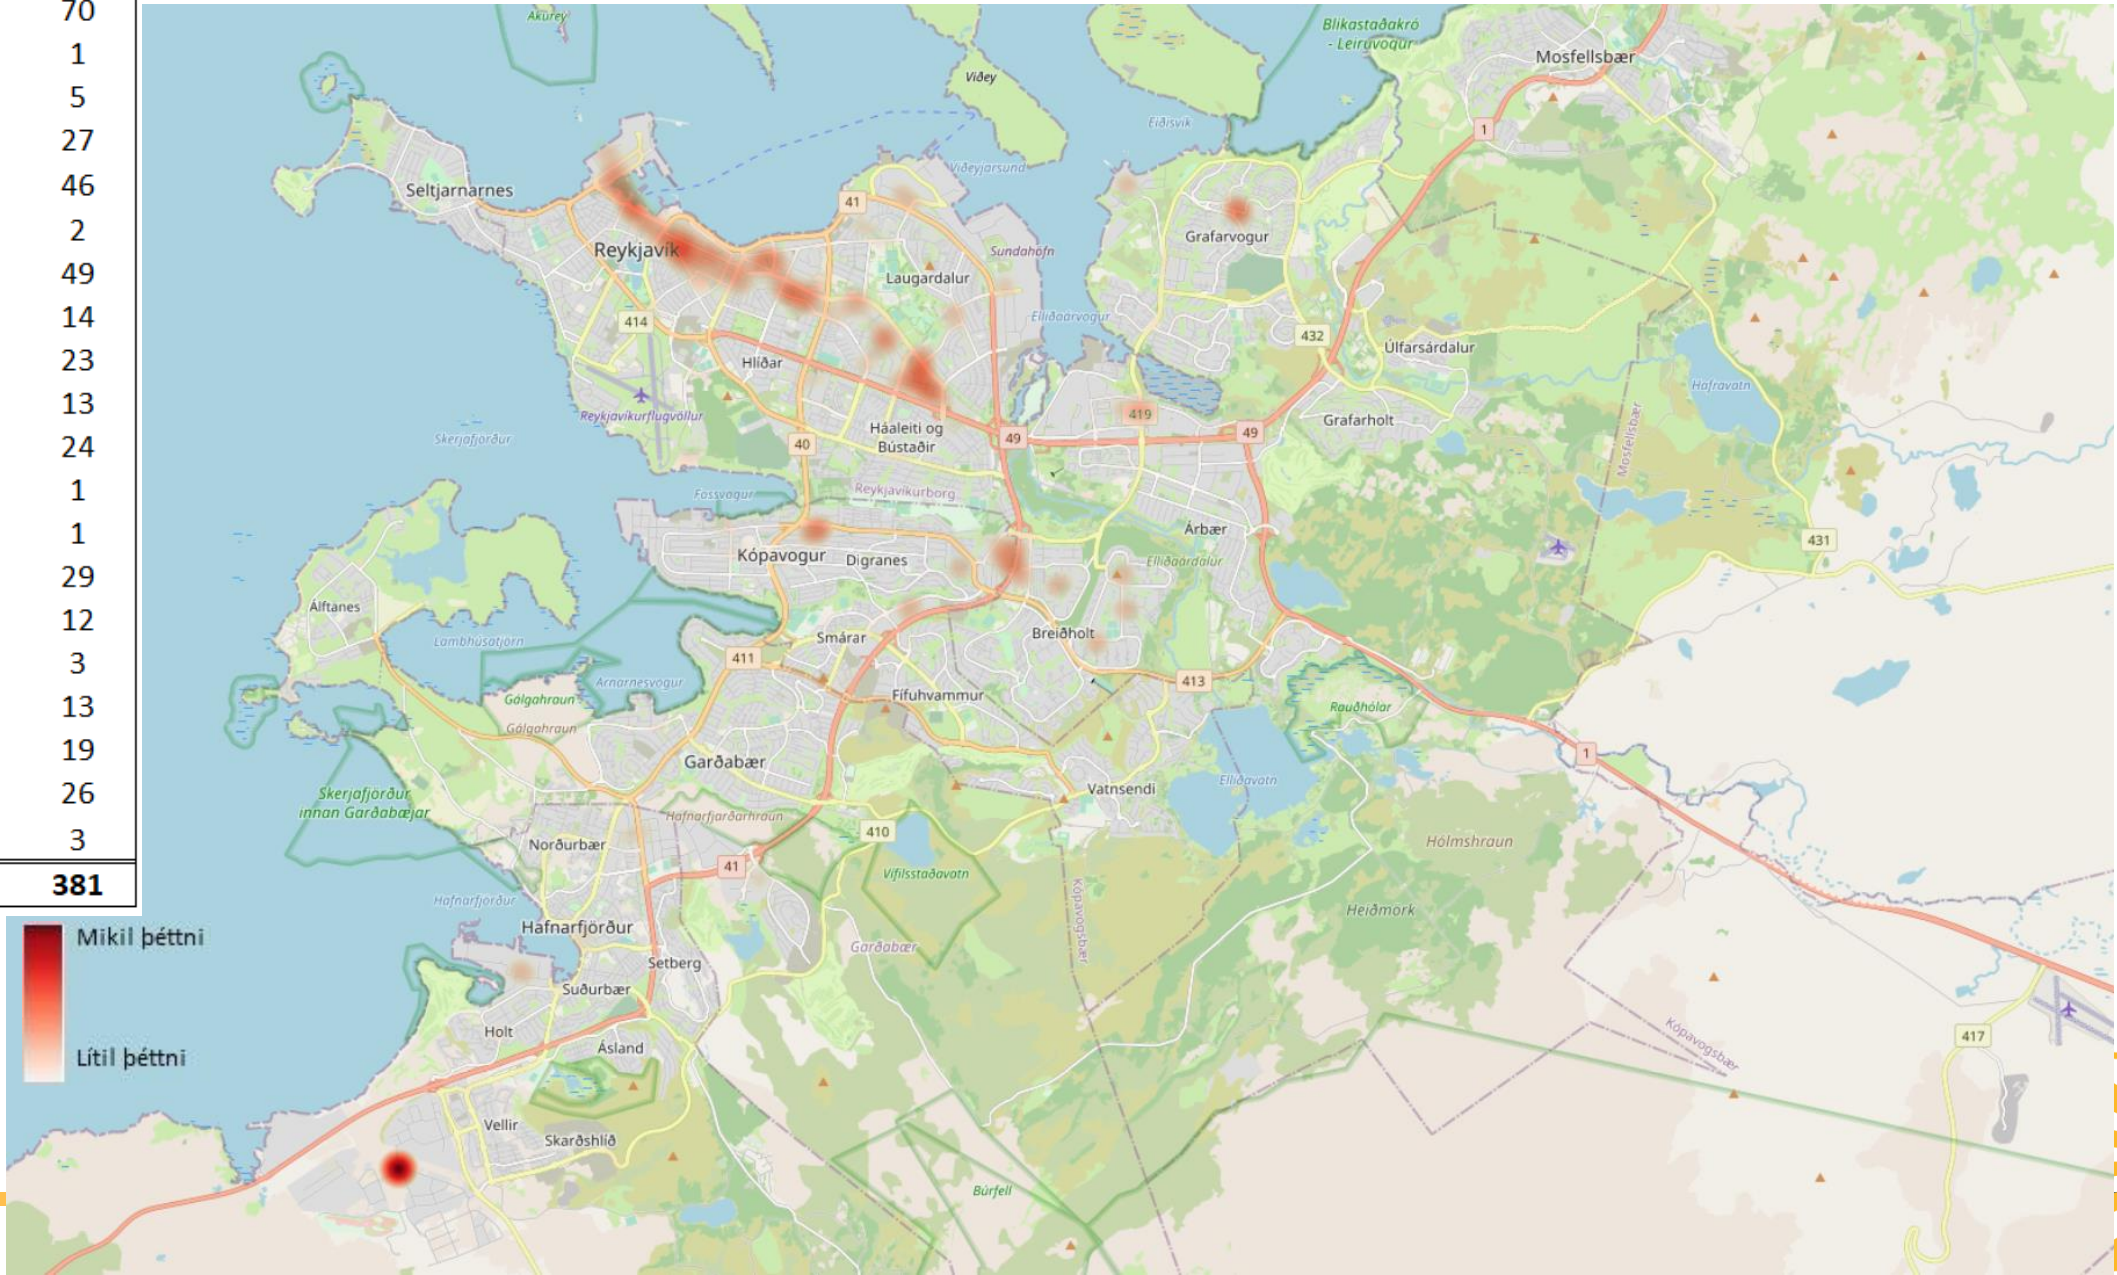 70
1
5
27
46
2
49
14
23
13
24
1
1
29
12
3
13
19
26
3
381
Mikil þéttni
Lítil þéttni
Akurey
Viðey
Blikastaðakró
- Leiruvogur
Mosfellsbær
Eiðisvík
1
Seltjarnarnes
Viðeyjarsund
41
Reykjavík
Grafarvogur
Sundahöfn
Laugardalur
414
Elliðaárvogur
432
Úlfarsárdalur
Hlíðar
Hafravatn
Reykjavíkurflugvöllur
419
Grafarholt
Mosfellsbær
Skerjafjörður
Háaleiti og
Bústaðir
40
49
49
Fossvogur
Reykjavíkurborg
Árbær
431
Kópavogur
Digranes
Elliðaárdalur
Álftanes
Lambhúsatjörn
Smárar
Breiðholt
411
Arnarnesvogur
413
Gálgahraun
Gálgahraun
Fífuhvammur
Rauðhólar
1
Garðabær
Vatnsendi
Elliðavatn
Skerjafjörður
innan Garðabæjar
Hafnarfjarðarhraun
410
Norðurbær
Hólmshraun
41
Vífilsstaðavatn
Hafnarfjörður
Kópavogsbær
Heiðmörk
Hafnarfjörður
Garðabær
Setberg
Suðurbær
Holt
Ásland
Kópavogsbær
417
Vellir
Skarðshlíð
Búrfell